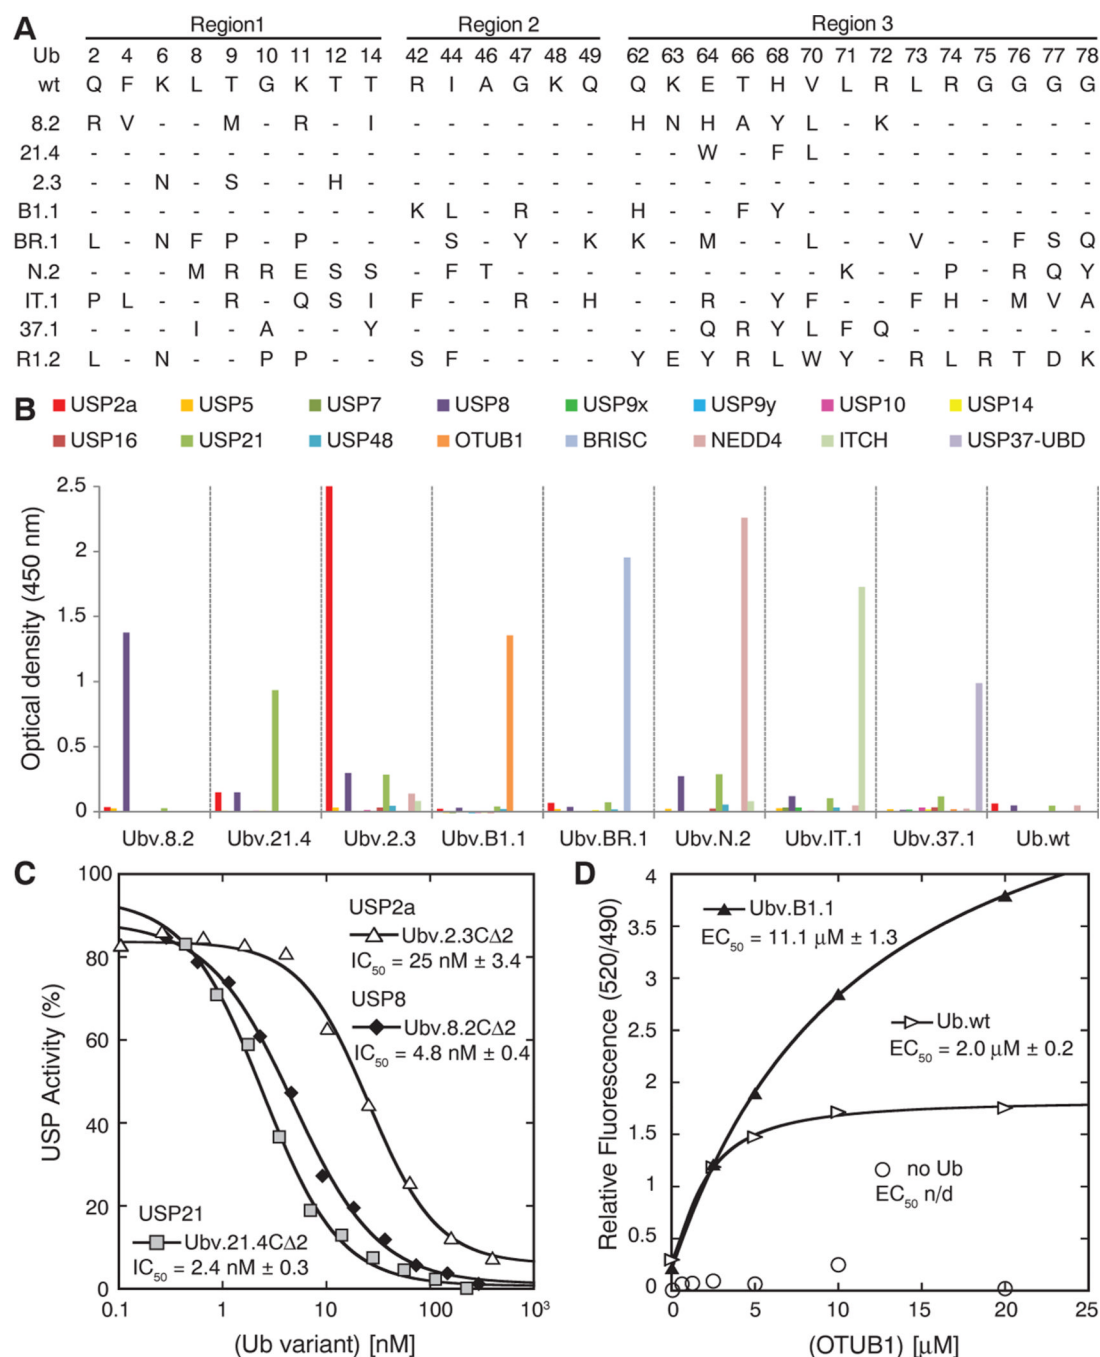 A
Region1 Region 2 Region 3
Ub 2 4 6 8 9 10 11 12 14 42 44 46 47 48 49 62 63 64 66 68 70 71 72 73 74 75 76 77 78
wt Q F K L T G K T T R I A G K Q Q K E T H V L R L R G G G G
8.2 R V - - M - R - I - - - - - - H N H A Y L - K - - - - - -
21.4 - - - - - - - - - - - - - - - - - W - F L - - - - - - - -
2.3 - - N - S - - H - - - - - - - - - - - - - - - - - - - - -
B1.1 - - - - - - - - - K L - R - - H - - F Y - - - - - - - - -
BR.1 L - N F P - P - - - S - Y - K K - M - - L - - V - - F S Q
N.2 - - - M R R E S S - F T - - - - - - - - - K - - P - R Q Y
IT.1 P L - - R - Q S I F - - R - H - - R - Y F - - F H - M V A
37.1 - - - I - A - - Y - - - - - - - - Q R Y L F Q - - - - - -
R1.2 L - N - - P P - - S F - - - - Y E Y R L W Y - R L R T D K
B
USP2a USP5 USP7 USP8 USP9x USP9y USP10 USP14
USP16 USP21 USP48 OTUB1 BRISC NEDD4 ITCH USP37-UBD
Optical density (450 nm)
2.5
2
1.5
1
0.5
0
Ubv.8.2 Ubv.21.4 Ubv.2.3 Ubv.B1.1 Ubv.BR.1 Ubv.N.2 Ubv.IT.1 Ubv.37.1 Ub.wt
C
USP Activity (%)
100
80
60
40
20
0
USP2a
Ubv.2.3CΔ2
IC50 = 25 nM ± 3.4
USP8
Ubv.8.2CΔ2
IC50 = 4.8 nM ± 0.4
USP21
Ubv.21.4CΔ2
IC50 = 2.4 nM ± 0.3
0.1 1 10 100 10³
(Ub variant) [nM]
D
Relative Fluorescence (520/490)
4
3.5
3
2.5
2
1.5
1
0.5
0
Ubv.B1.1
EC50 = 11.1 µM ± 1.3
Ub.wt
EC50 = 2.0 µM ± 0.2
no Ub
EC50 n/d
0 5 10 15 20 25
(OTUB1) [µM]